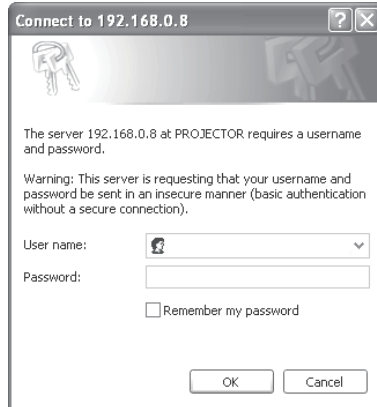 Connect to 192.168.0.8
The server 192.168.0.8 at PROJECTOR requires a username
and password.
Warning: This server is requesting that your username and
password be sent in an insecure manner (basic authentication
without a secure connection).
User name:
Password:
Remember my password
OK Cancel